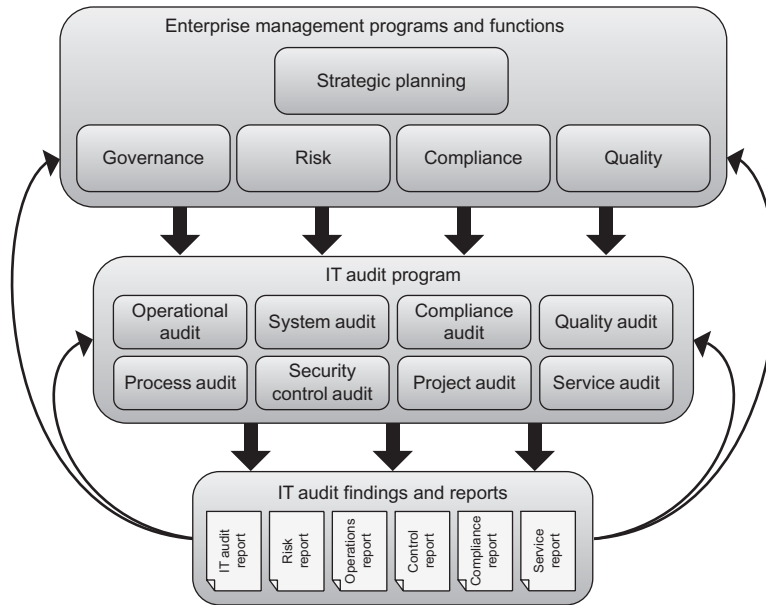 Enterprise management programs and functions
Strategic planning
Governance
Risk
Compliance
Quality
IT audit program
Operational
audit
System audit
Compliance
audit
Quality audit
Process audit
Security
control audit
Project audit
Service audit
IT audit findings and reports
IT audit
report
Risk
report
Operations
report
Control
report
Compliance
report
Service
report